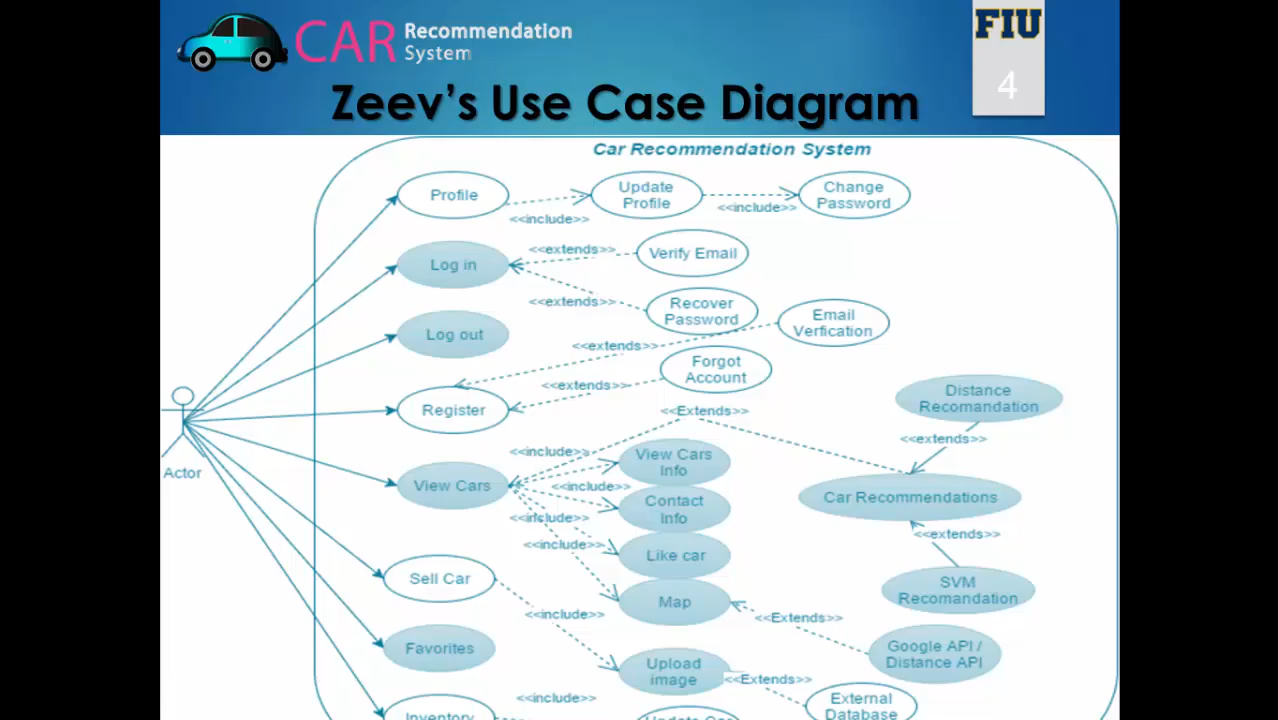 CAR Recommendation
System
FIU
4
Zeev's Use Case Diagram
Car Recommendation System
Profile
<<include>>
Update
Profile
<<include>>
Change
Password
Log in
<<extends>>
Verify Email
<<extends>>
Recover
Password
Email
Verfication
Log out
<<extends>>
Forgot
Account
<<extends>>
Register
<<Extends>>
Distance
Recomandation
<<extends>>
Actor
View Cars
<<include>>
View Cars
Info
<<include>>
Contact
Info
<<include>>
<<include>>
Like car
Car Recommendations
<<extends>>
SVM
Recomandation
Sell Car
Map
<<include>>
<<Extends>>
Google API /
Distance API
Favorites
Upload
image
<<Extends>>
External
Database
Inventory
<<include>>
Update Car